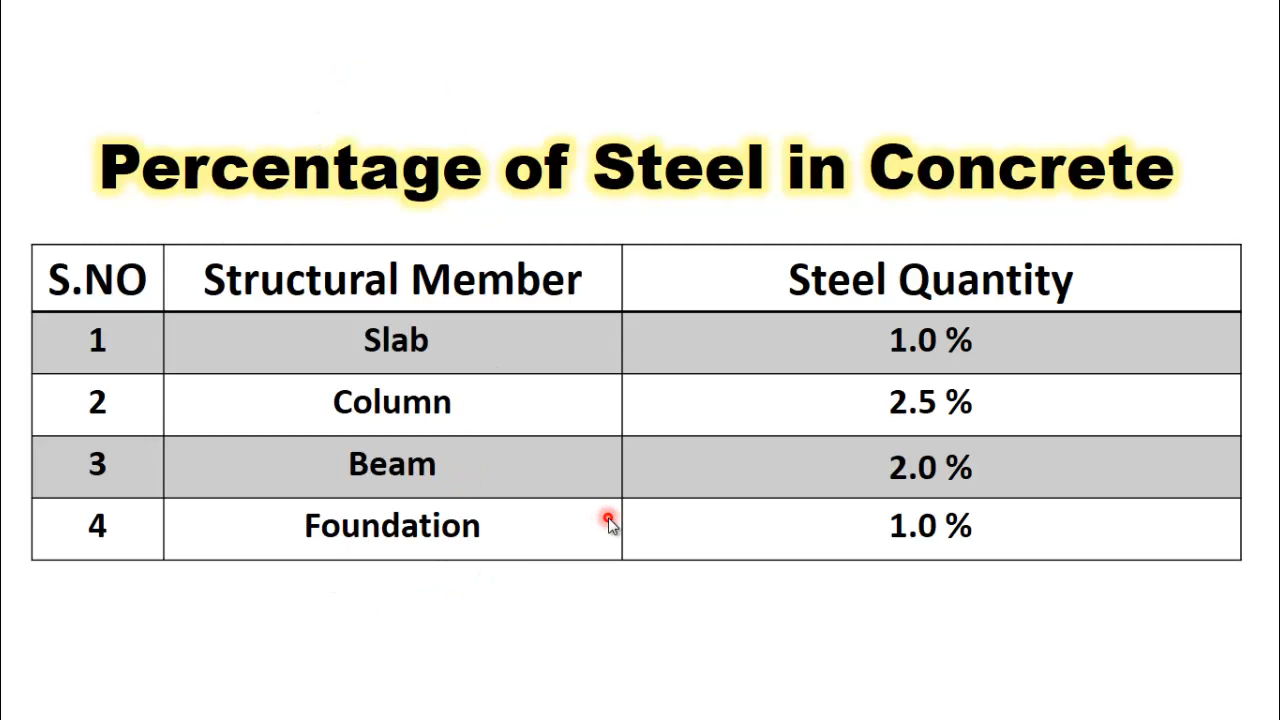 Percentage of Steel in Concrete
S.NO Structural Member Steel Quantity
1 Slab 1.0 %
2 Column 2.5 %
3 Beam 2.0 %
4 Foundation 1.0 %